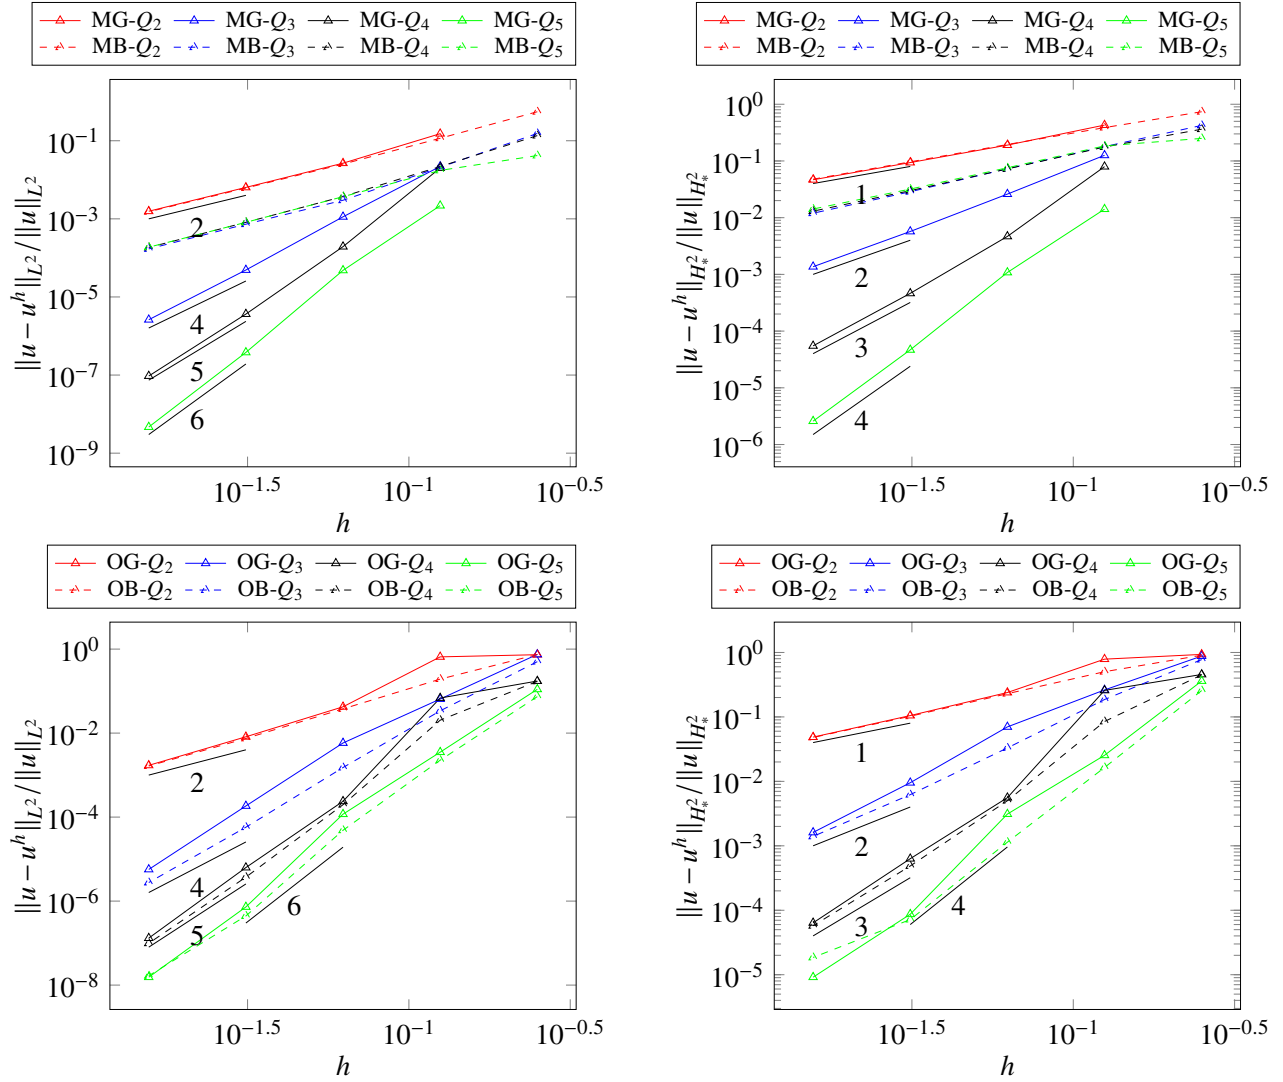 MG-Q2 MG-Q3 MG-Q4 MG-Q5
MB-Q2 MB-Q3 MB-Q4 MB-Q5
10^−1
10^−3
10^−5
10^−7
10^−9
‖u − u^h‖_{L^2}/‖u‖_{L^2}
2
4
5
6
10^−1.5 10^−1 10^−0.5
h
MG-Q2 MG-Q3 MG-Q4 MG-Q5
MB-Q2 MB-Q3 MB-Q4 MB-Q5
10^0
10^−1
10^−2
10^−3
10^−4
10^−5
10^−6
‖u − u^h‖_{H^2_*}/‖u‖_{H^2_*}
1
2
3
4
10^−1.5 10^−1 10^−0.5
h
OG-Q2 OG-Q3 OG-Q4 OG-Q5
OB-Q2 OB-Q3 OB-Q4 OB-Q5
10^0
10^−2
10^−4
10^−6
10^−8
‖u − u^h‖_{L^2}/‖u‖_{L^2}
2
4
5
6
10^−1.5 10^−1 10^−0.5
h
OG-Q2 OG-Q3 OG-Q4 OG-Q5
OB-Q2 OB-Q3 OB-Q4 OB-Q5
10^0
10^−1
10^−2
10^−3
10^−4
10^−5
‖u − u^h‖_{H^2_*}/‖u‖_{H^2_*}
1
2
3
4
10^−1.5 10^−1 10^−0.5
h